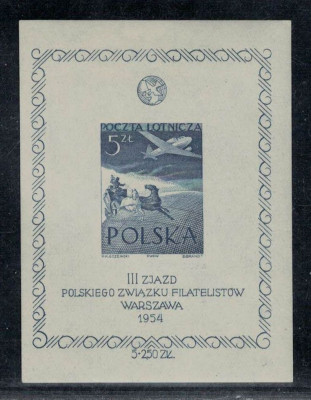 POCZTA LOTNICZA
5 ZŁ
POLSKA
III ZJAZD
POLSKIEGO ZWIĄZKU FILATELISTÓW
WARSZAWA
1954
5+2.50 ZŁ.